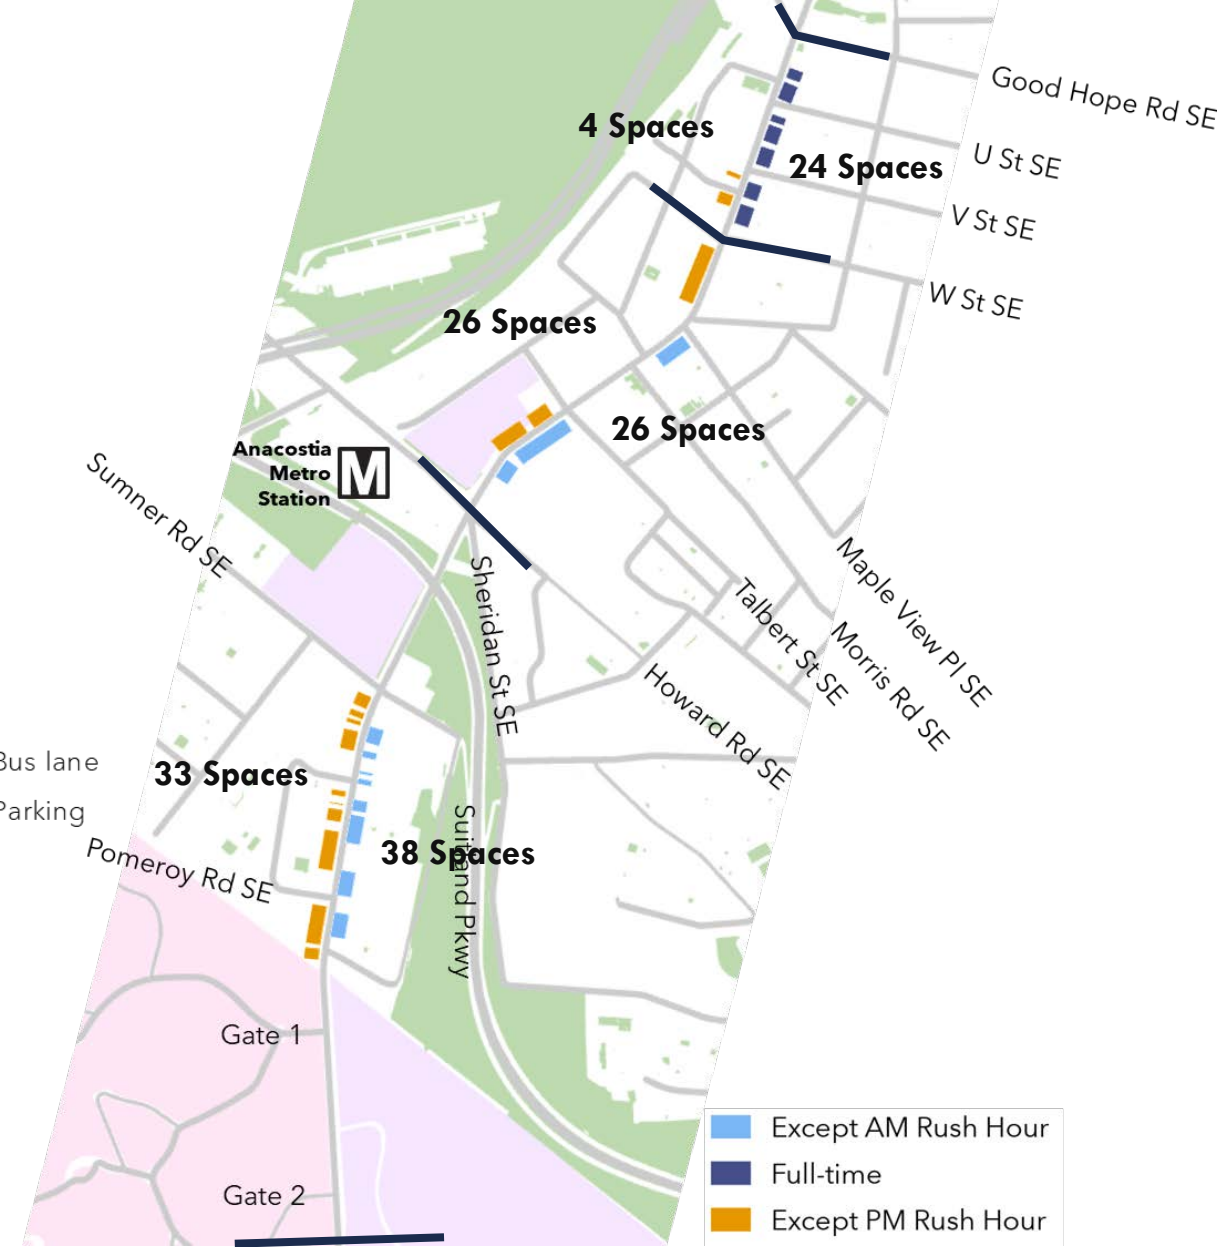 Good Hope Rd SE
4 Spaces
U St SE
24 Spaces
V St SE
W St SE
26 Spaces
26 Spaces
Anacostia
Metro
Station
M
Sumner Rd SE
Sheridan St SE
Maple View Pl SE
Talbert St SE
Morris Rd SE
Howard Rd SE
Bus lane
33 Spaces
Parking
38 Spaces
Suitland Pkwy
Pomeroy Rd SE
Gate 1
Gate 2
Except AM Rush Hour
Full-time
Except PM Rush Hour